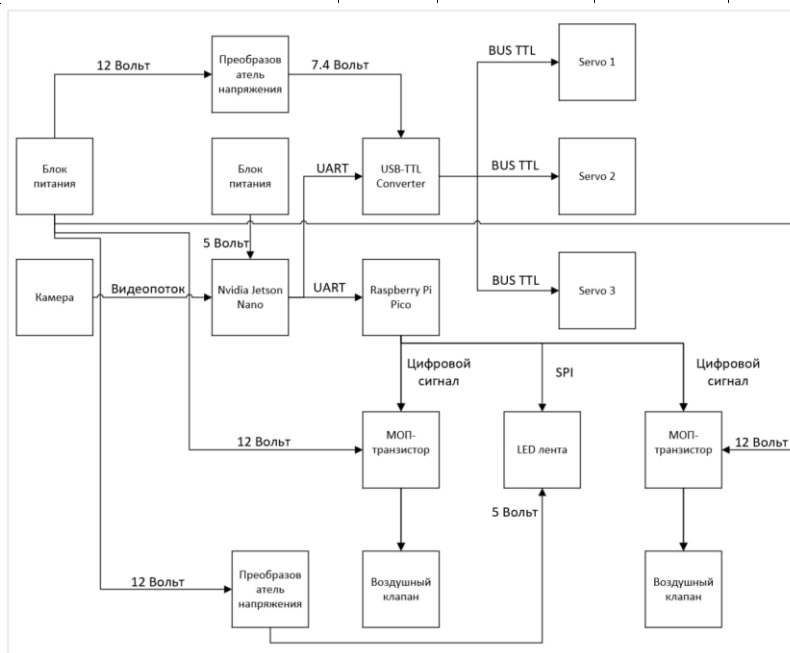 BUS TTL
Servo 1
12 Вольт
Преобразов
атель
напряжения
7.4 Вольт
Блок
питания
Блок
питания
UART
USB-TTL
Converter
BUS TTL
Servo 2
5 Вольт
Камера
Видеопоток
Nvidia Jetson
Nano
UART
Raspberry Pi
Pico
BUS TTL
Servo 3
Цифровой
сигнал
SPI
Цифровой
сигнал
12 Вольт
МОП-
транзистор
LED лента
МОП-
транзистор
12 Вольт
5 Вольт
12 Вольт
Преобразов
атель
напряжения
Воздушный
клапан
Воздушный
клапан